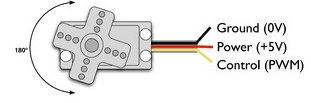 180°
Ground (0V)
Power (+5V)
Control (PWM)